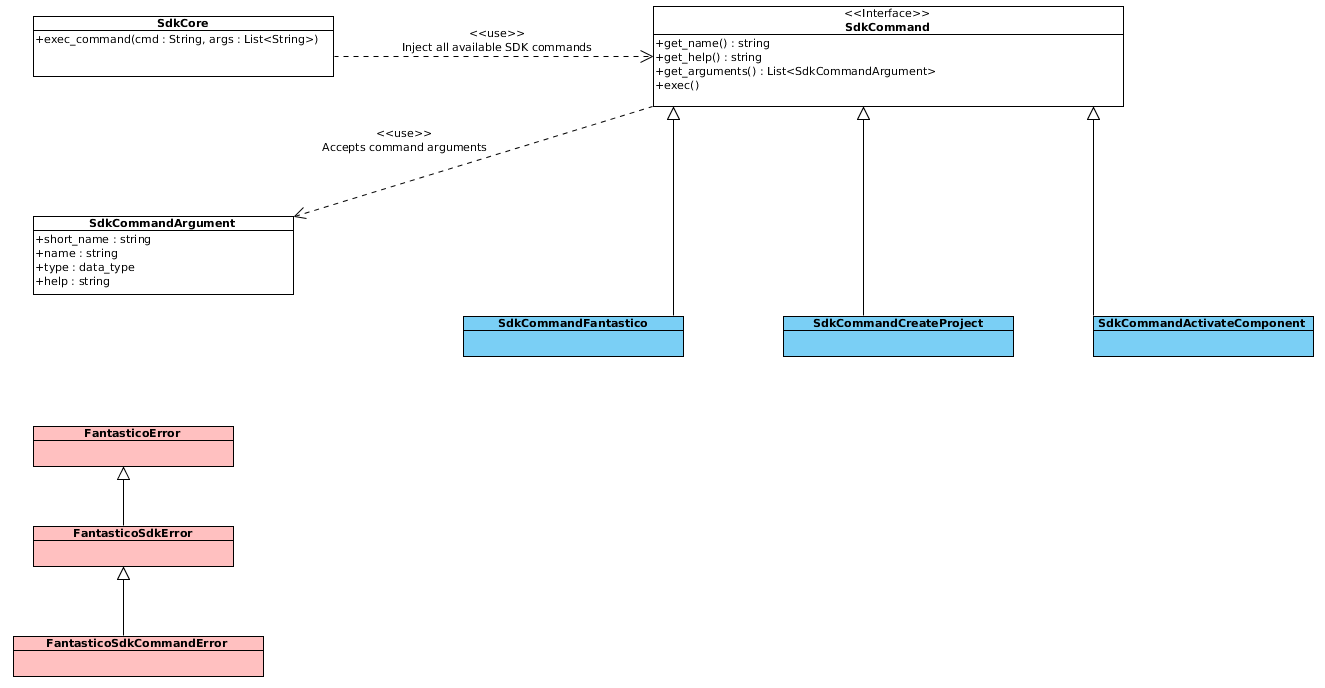 SdkCore
+exec_command(cmd : String, args : List<String>)
<<use>>
Inject all available SDK commands
<<Interface>>
SdkCommand
+get_name() : string
+get_help() : string
+get_arguments() : List<SdkCommandArgument>
+exec()
<<use>>
Accepts command arguments
SdkCommandArgument
+short_name : string
+name : string
+type : data_type
+help : string
SdkCommandFantastico
SdkCommandCreateProject
SdkCommandActivateComponent
FantasticoError
FantasticoSdkError
FantasticoSdkCommandError